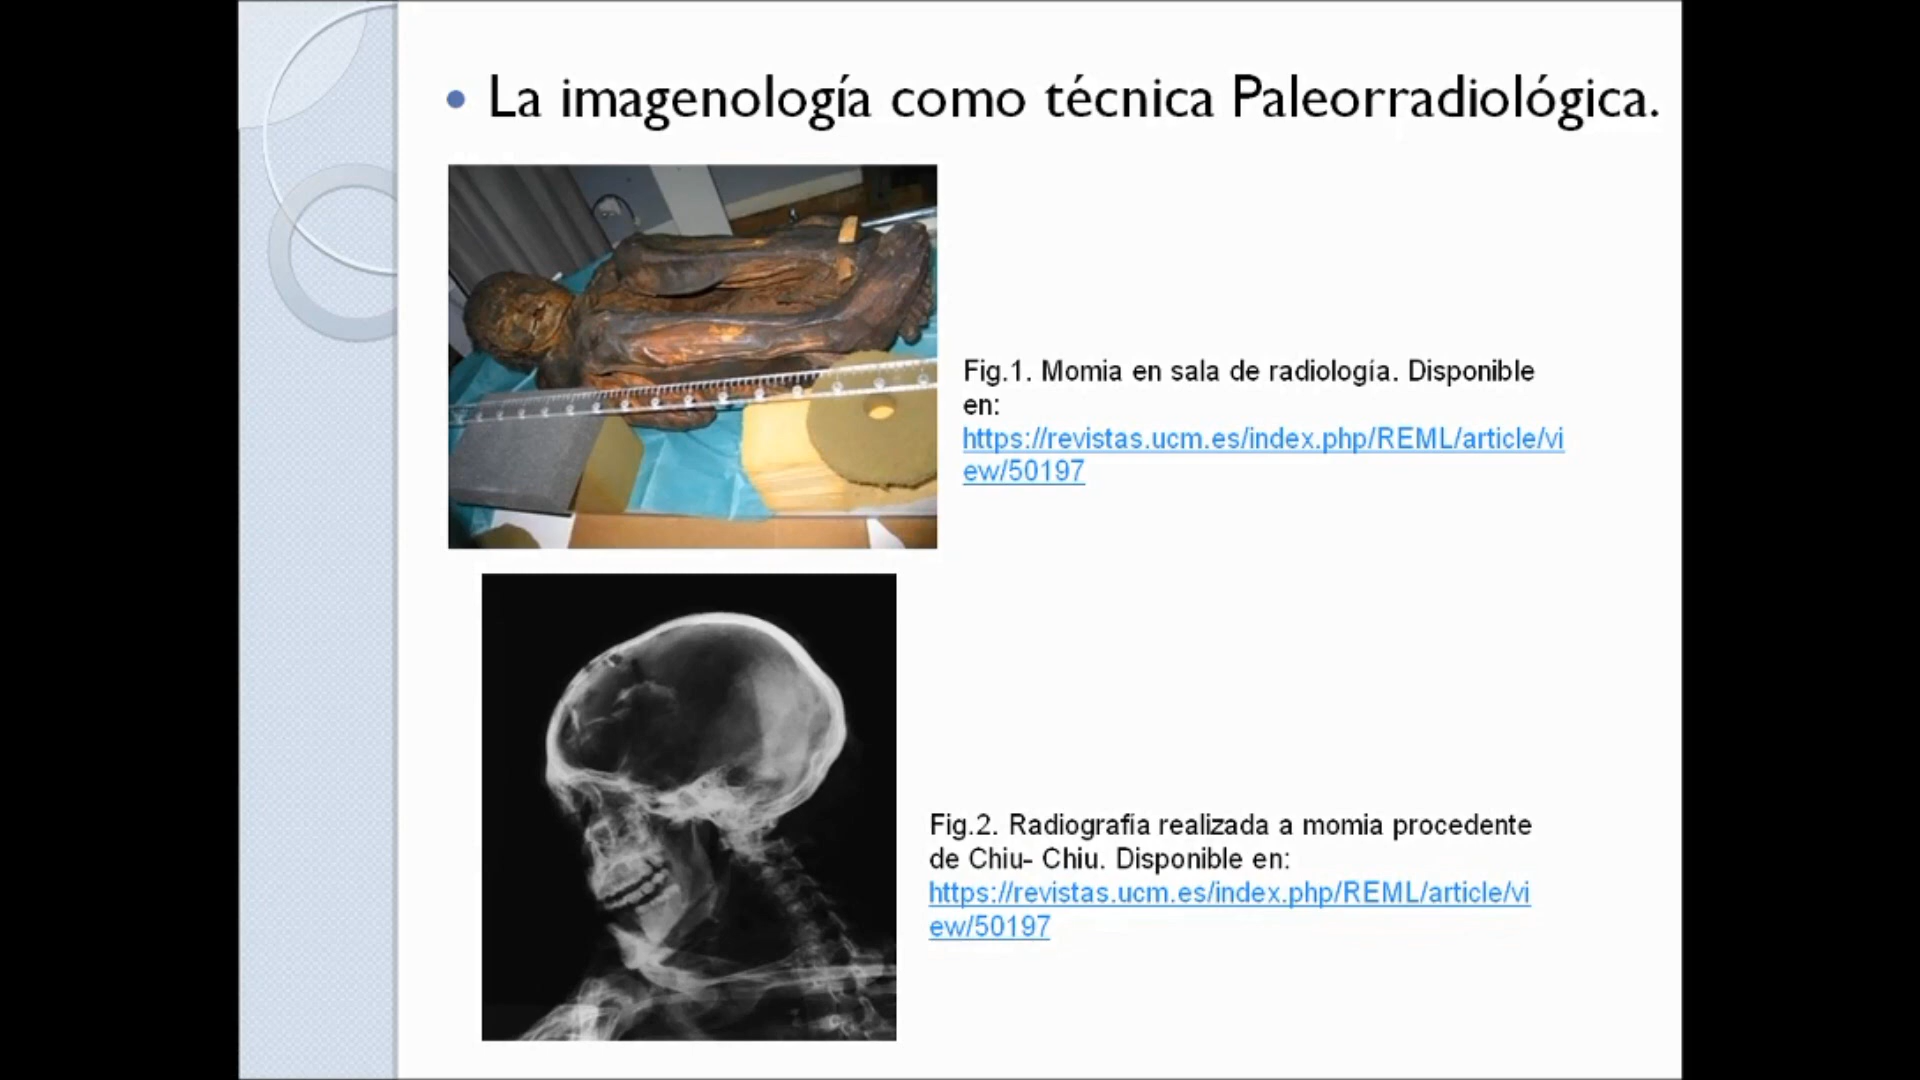 • La imagenología como técnica Paleorradiológica.
Fig.1. Momia en sala de radiología. Disponible
en:
https://revistas.ucm.es/index.php/REML/article/vi
ew/50197
Fig.2. Radiografía realizada a momia procedente
de Chiu- Chiu. Disponible en:
https://revistas.ucm.es/index.php/REML/article/vi
ew/50197